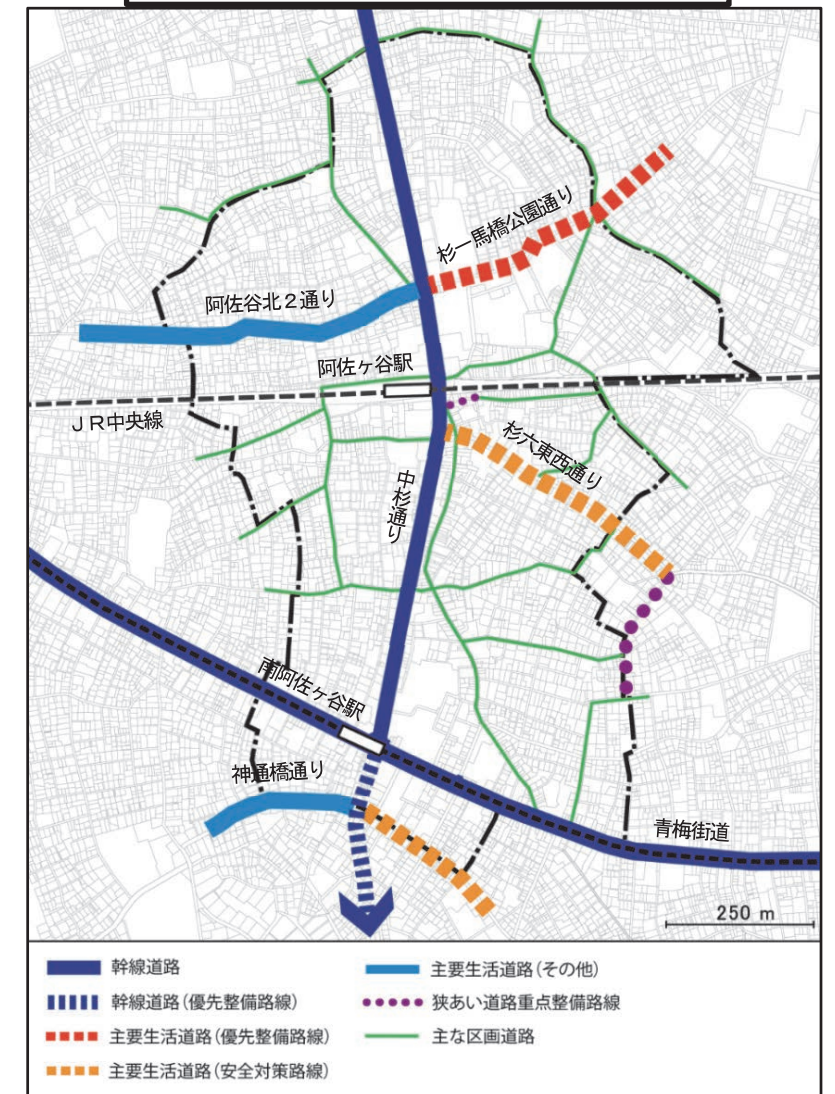 杉一馬橋公園通り
阿佐谷北2通り
阿佐ヶ谷駅
JR中央線
杉六東西通り
中杉通り
南阿佐ヶ谷駅
神通橋通り
青梅街道
250 m
幹線道路
主要生活道路(その他)
幹線道路(優先整備路線)
狭あい道路重点整備路線
主要生活道路(優先整備路線)
主な区画道路
主要生活道路(安全対策路線)